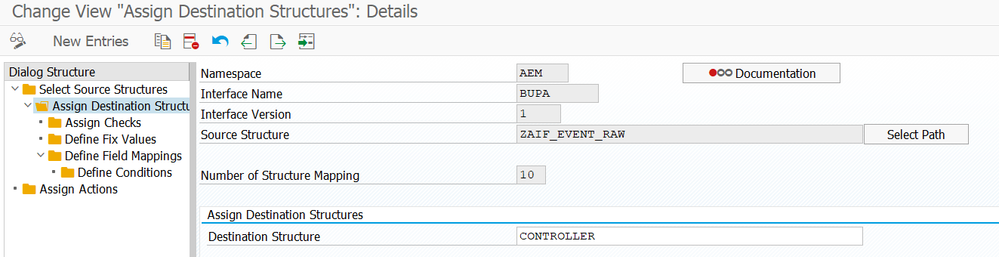 Change View "Assign Destination Structures": Details
New Entries
Dialog Structure
Select Source Structures
Assign Destination Structu
Assign Checks
Define Fix Values
Define Field Mappings
Define Conditions
Assign Actions
Namespace AEM Documentation
Interface Name BUPA
Interface Version 1
Source Structure ZAIF_EVENT_RAW Select Path
Number of Structure Mapping 10
Assign Destination Structures
Destination Structure CONTROLLER